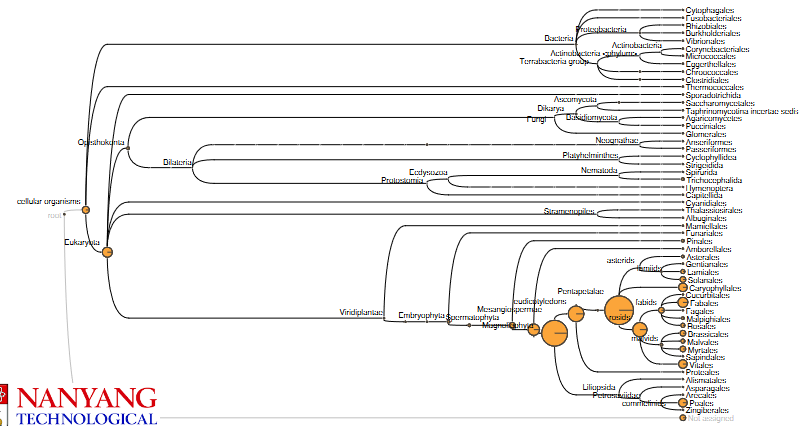 Cytophagales
Fusobacteriales
Rhizobiales
Proteobacteria
Burkholderiales
Bacteria
Vibrionales
Actinobacteria
Corynebacteriales
Actinobacteria <phylum>
Micrococcales
Terrabacteria group
Eggerthellales
Chroococcales
Clostridiales
Thermococcales
Sporadotrichida
Ascomycota
Saccharomycetales
Dikarya
Taphrinomycotina incertae sedi
Fungi
Basidiomycota
Agaricomycetes
Pucciniales
Glomerales
Opisthokonta
Neognathae
Anseriformes
Passeriformes
Platyhelminthes
Cyclophyllidea
Bilateria
Strigeidida
Ecdysozoa
Nematoda
Spirurida
Protostomia
Trichocephalida
Hymenoptera
Capitellida
cellular organisms
Cyanidiales
root
Stramenopiles
Thalassiosirales
Albuginales
Mamiellales
Funariales
Eukaryota
Pinales
Amborellales
asterids
Asterales
lamiids
Gentianales
Lamiales
Solanales
Pentapetalae
Caryophyllales
eudicotyledons
fabids
Cucurbitales
Fabales
Mesangiospermae
Viridiplantae
Embryophyta
Spermatophyta
rosids
Fagales
Malpighiales
Magnoliophyta
Rosales
malvids
Brassicales
Malvales
Myrtales
Sapindales
Vitales
Proteales
Alismatales
Liliopsida
Asparagales
Petrosaviidae
Arecales
commelinids
Poales
Zingiberales
Not assigned
NANYANG
TECHNOLOGICAL